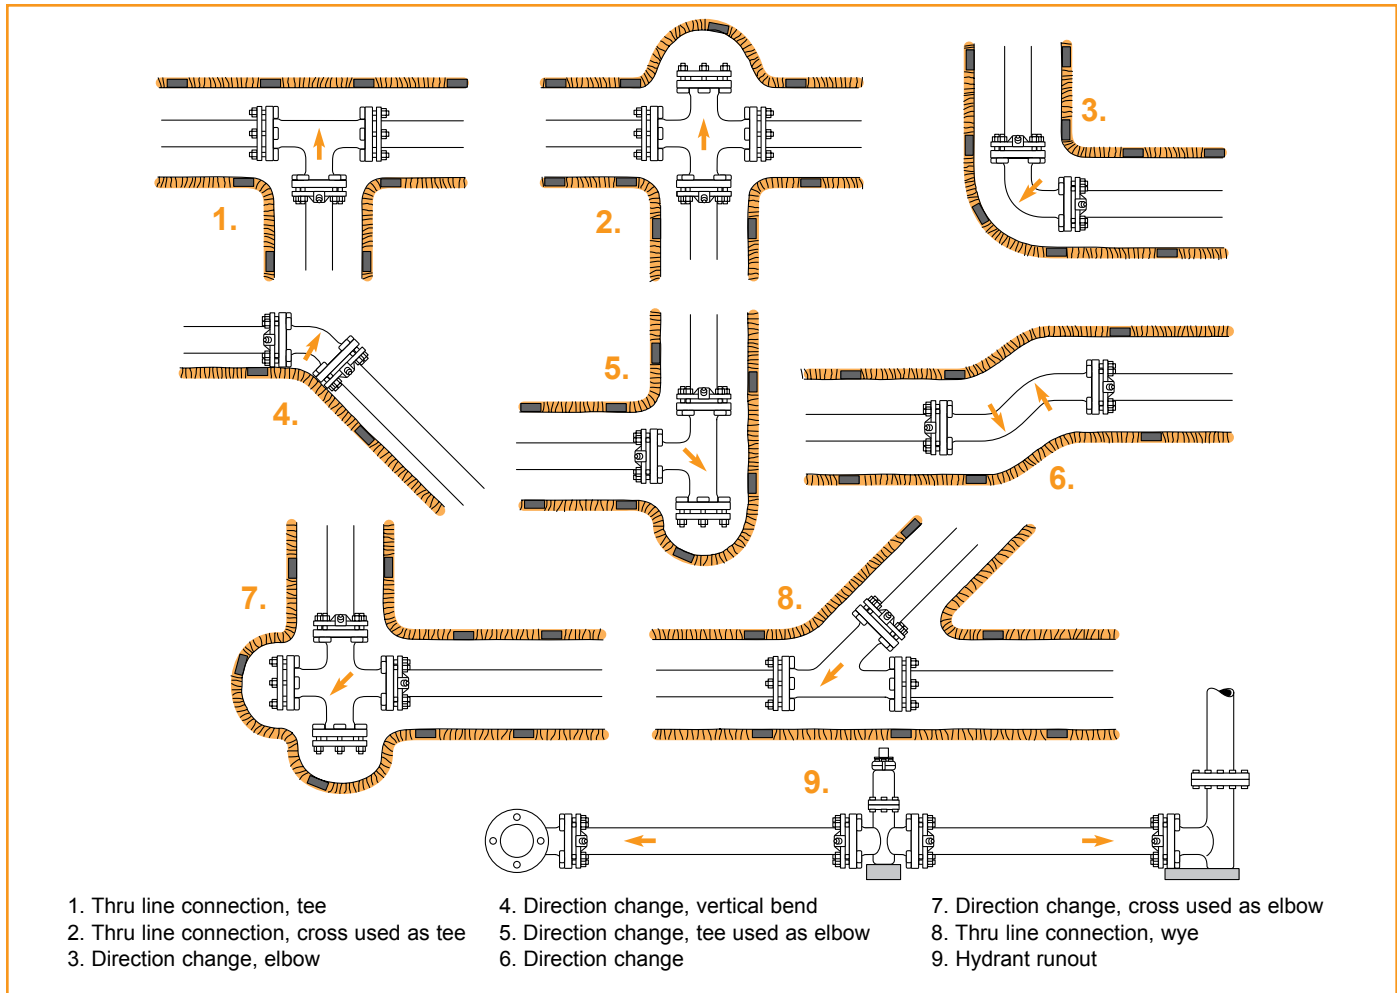 1.
2.
3.
4.
5.
6.
7.
8.
9.
1. Thru line connection, tee
2. Thru line connection, cross used as tee
3. Direction change, elbow
4. Direction change, vertical bend
5. Direction change, tee used as elbow
6. Direction change
7. Direction change, cross used as elbow
8. Thru line connection, wye
9. Hydrant runout